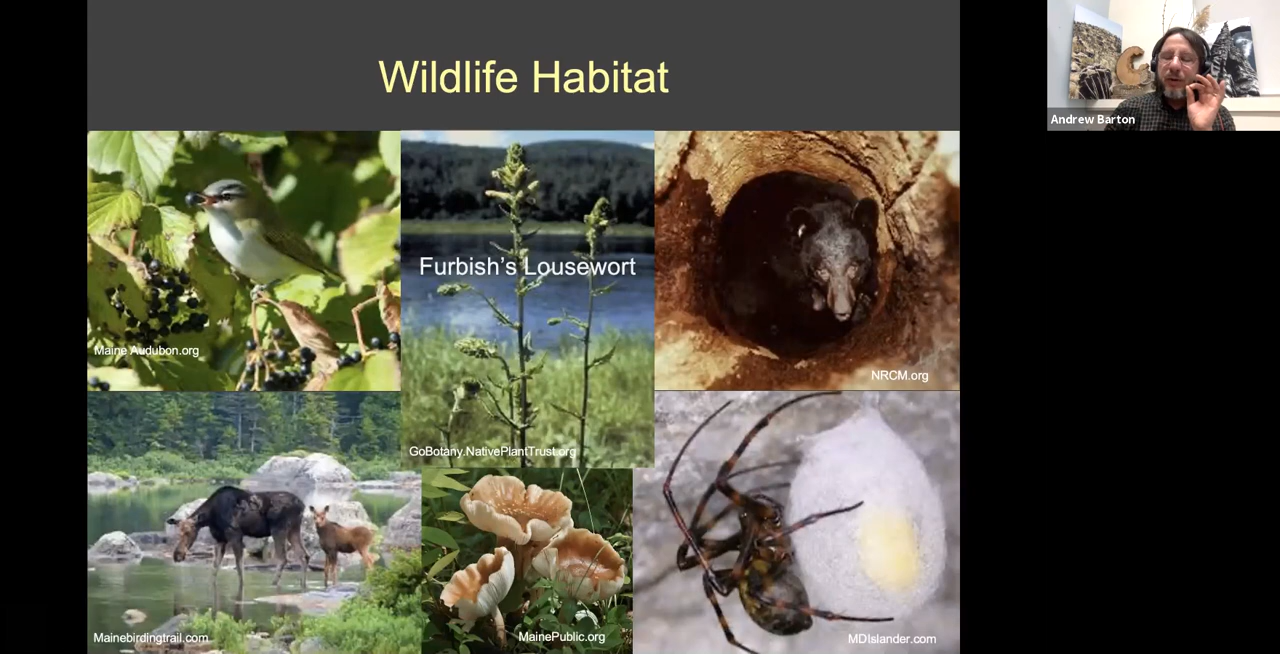 Wildlife Habitat
Andrew Barton
Furbish's Lousewort
Maine Audubon.org
NRCM.org
GoBotany.NativePlantTrust.org
Mainebirdingtrail.com
MainePublic.org
MDIslander.com